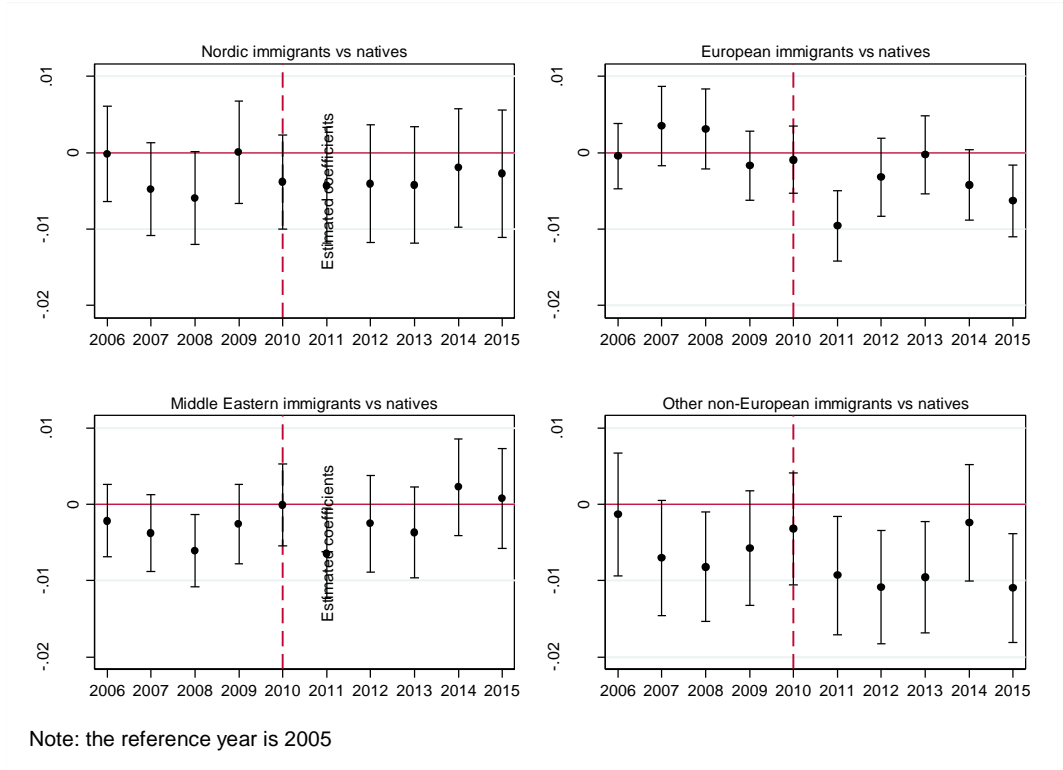 Nordic immigrants vs natives
.01
0
-.01
-.02
Estimated coefficients
2006 2007 2008 2009 2010 2011 2012 2013 2014 2015
European immigrants vs natives
.01
0
-.01
-.02
2006 2007 2008 2009 2010 2011 2012 2013 2014 2015
Middle Eastern immigrants vs natives
.01
0
-.01
-.02
Estimated coefficients
2006 2007 2008 2009 2010 2011 2012 2013 2014 2015
Other non-European immigrants vs natives
.01
0
-.01
-.02
2006 2007 2008 2009 2010 2011 2012 2013 2014 2015
Note: the reference year is 2005